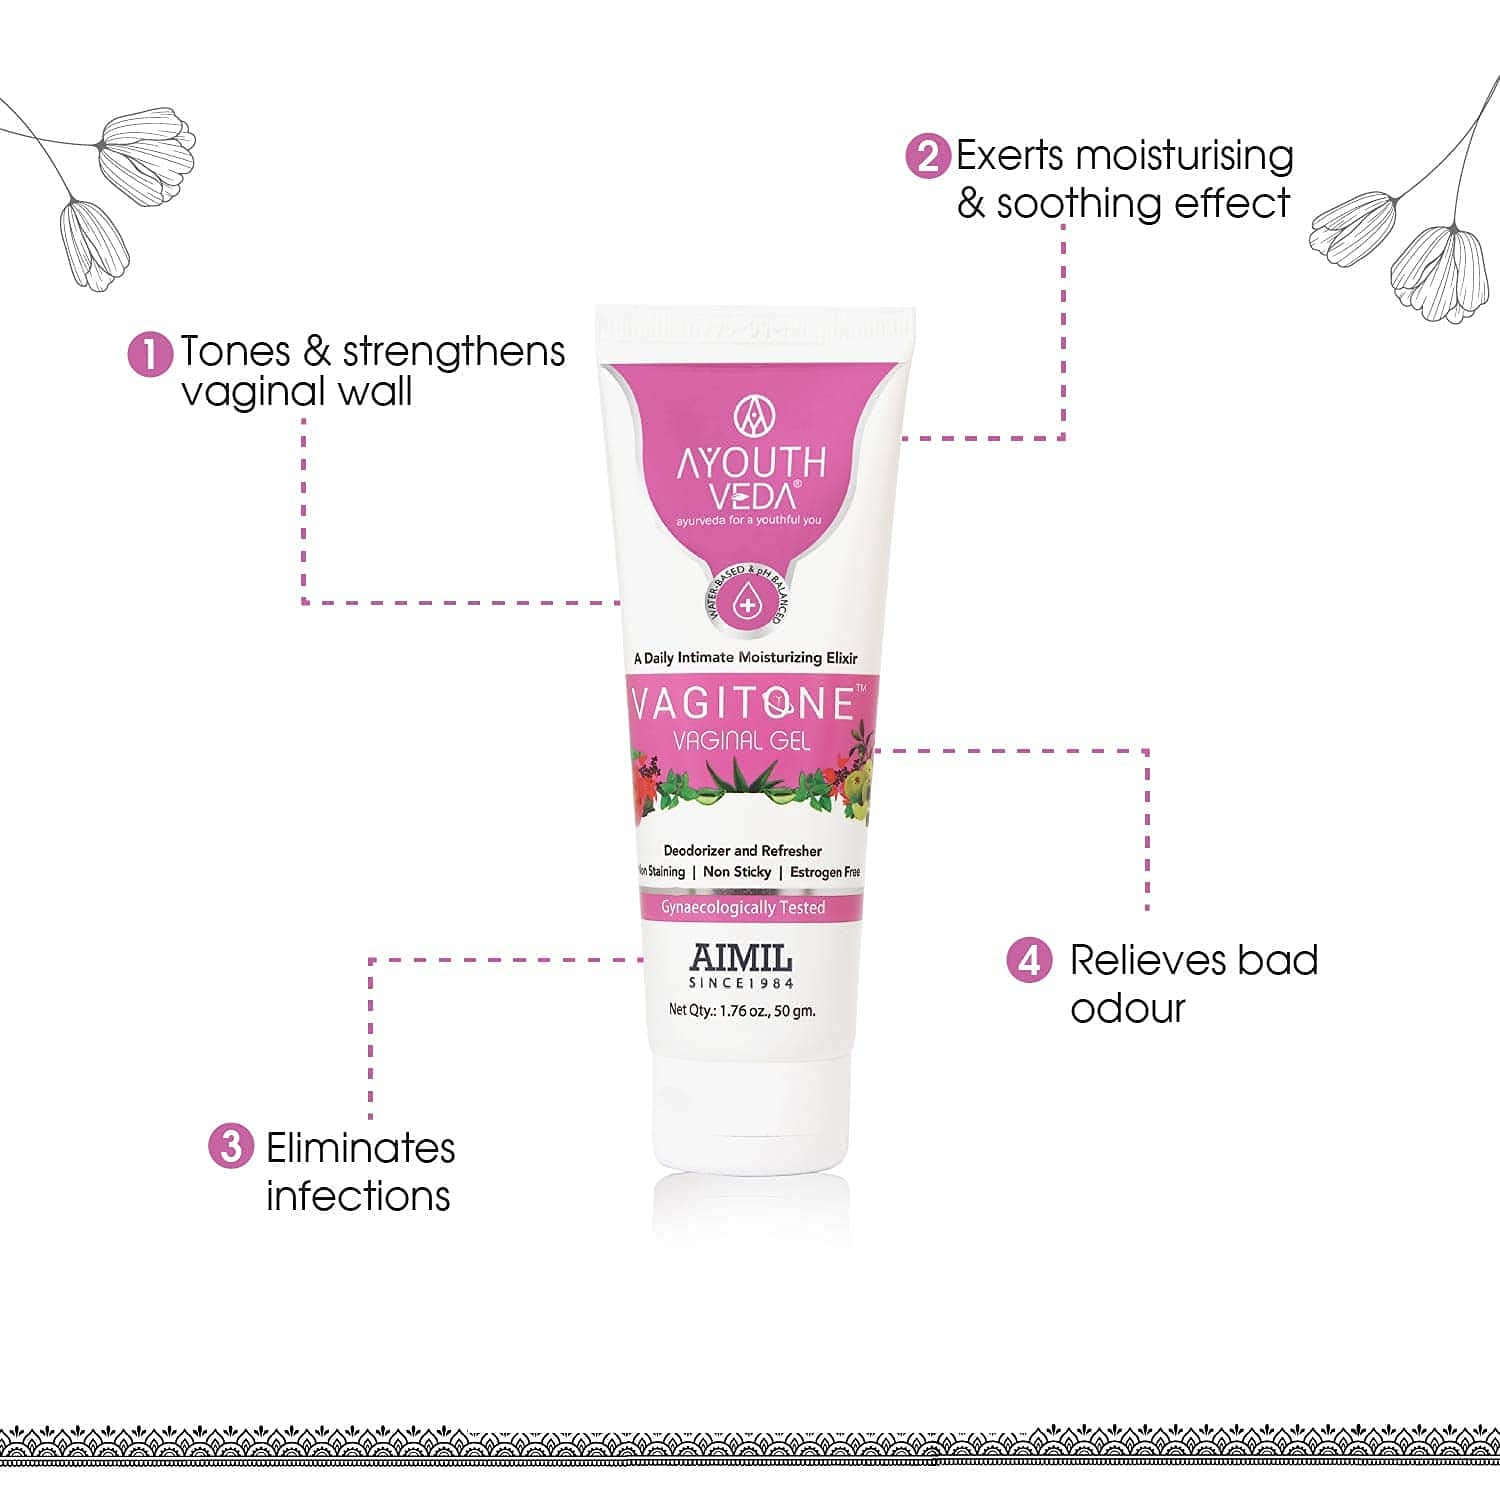 1 Tones & strengthens
vaginal wall
2 Exerts moisturising
& soothing effect
AYOUTH
VEDA®
ayurveda for a youthful you
WATER-BASED & pH BALANCED
A Daily Intimate Moisturizing Elixir
VAGITONE™
VAGINAL GEL
Deodorizer and Refresher
on Staining | Non Sticky | Estrogen Free
Gynaecologically Tested
AIMIL
SINCE1984
Net Qty.: 1.76 oz., 50 gm.
3 Eliminates
infections
4 Relieves bad
odour